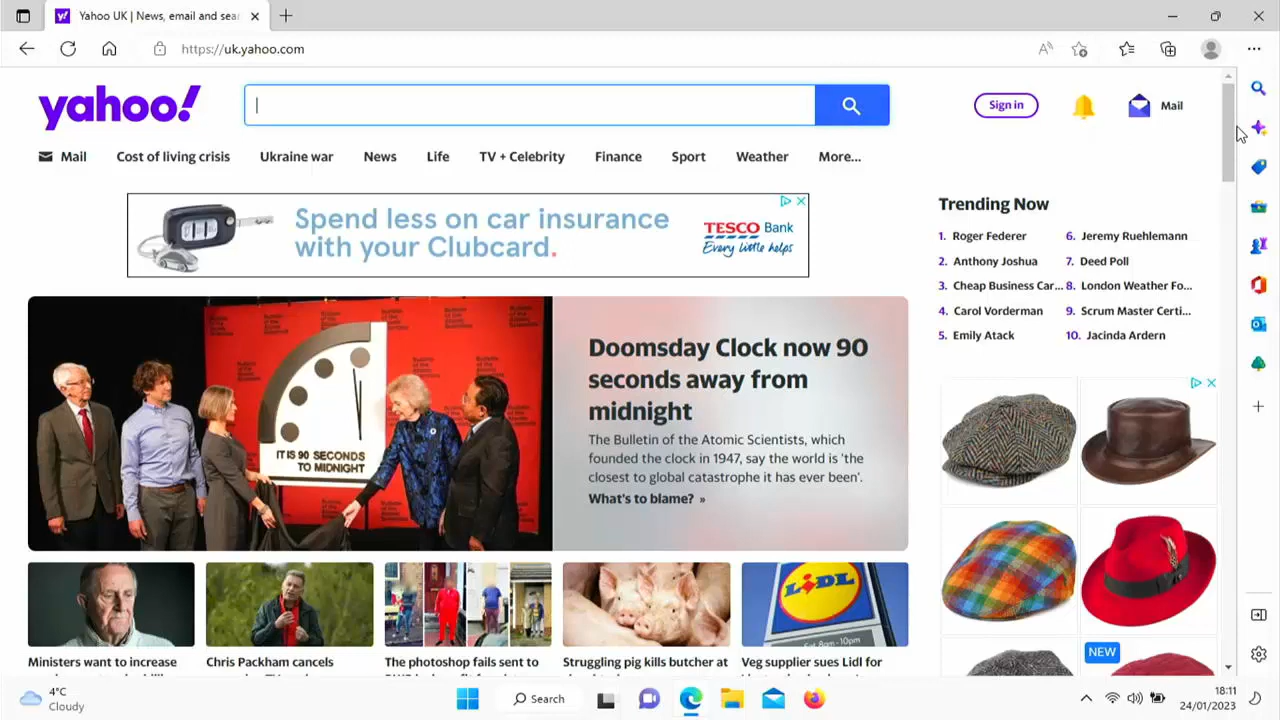 Yahoo UK | News, email and sea
https://uk.yahoo.com
yahoo!
Sign in
Mail
Mail
Cost of living crisis
Ukraine war
News
Life
TV + Celebrity
Finance
Sport
Weather
More...
Spend less on car insurance
with your Clubcard.
TESCO Bank
Every little helps
Trending Now
1. Roger Federer
2. Anthony Joshua
3. Cheap Business Car...
4. Carol Vorderman
5. Emily Atack
6. Jeremy Ruehlemann
7. Deed Poll
8. London Weather Fo...
9. Scrum Master Certi...
10. Jacinda Ardern
IT IS 90 SECONDS
TO MIDNIGHT
Doomsday Clock now 90
seconds away from
midnight
The Bulletin of the Atomic Scientists, which
founded the clock in 1947, say the world is 'the
closest to global catastrophe it has ever been'.
What's to blame? »
LIDL
8am - 10pm
Ministers want to increase
Chris Packham cancels
The photoshop fails sent to
Struggling pig kills butcher at
Veg supplier sues Lidl for
NEW
4°C
Cloudy
Search
18:11
24/01/2023